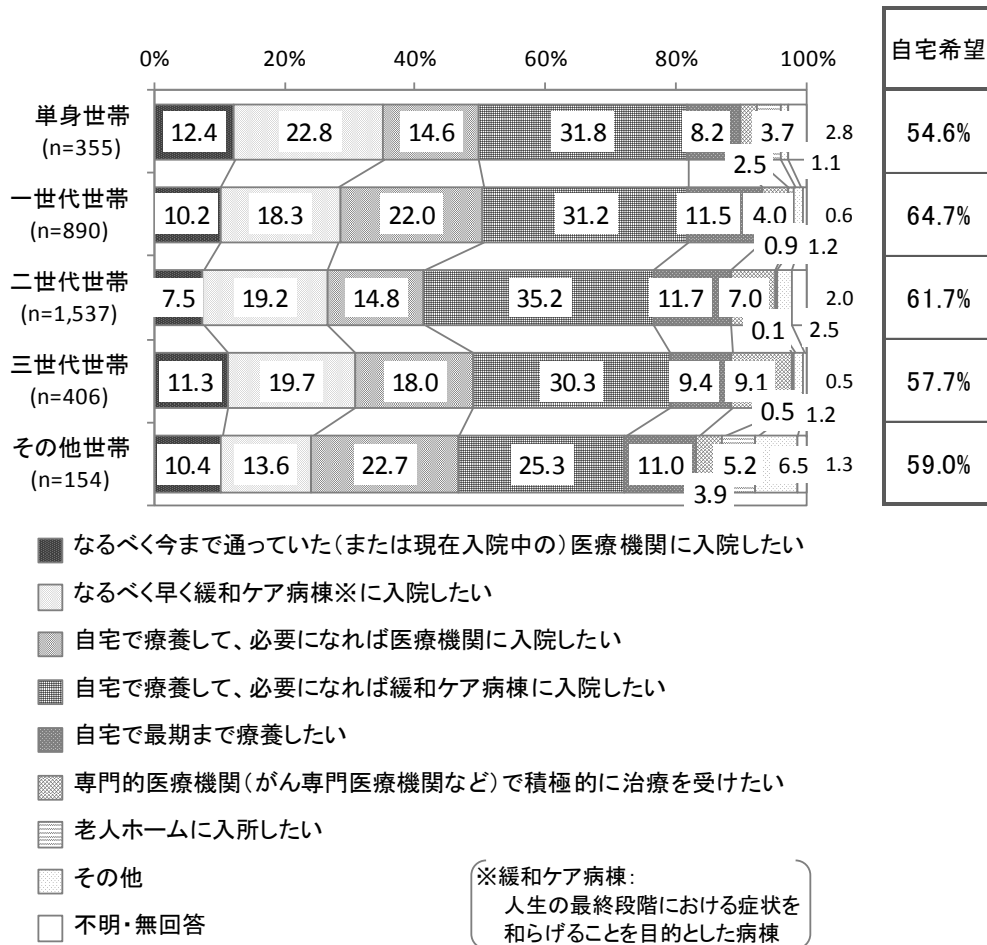 0% 20% 40% 60% 80% 100%
自宅希望
単身世帯
(n=355)
12.4 22.8 14.6 31.8 8.2 2.5 3.7 1.1 2.8 54.6%
一世代世帯
(n=890)
10.2 18.3 22.0 31.2 11.5 4.0 0.9 1.2 0.6 64.7%
二世代世帯
(n=1,537)
7.5 19.2 14.8 35.2 11.7 7.0 0.1 2.5 2.0 61.7%
三世代世帯
(n=406)
11.3 19.7 18.0 30.3 9.4 9.1 0.5 1.2 0.5 57.7%
その他世帯
(n=154)
10.4 13.6 22.7 25.3 11.0 3.9 5.2 6.5 1.3 59.0%
なるべく今まで通っていた(または現在入院中の)医療機関に入院したい
なるべく早く緩和ケア病棟※に入院したい
自宅で療養して、必要になれば医療機関に入院したい
自宅で療養して、必要になれば緩和ケア病棟に入院したい
自宅で最期まで療養したい
専門的医療機関(がん専門医療機関など)で積極的に治療を受けたい
老人ホームに入所したい
その他
不明・無回答
※緩和ケア病棟:
人生の最終段階における症状を
和らげることを目的とした病棟